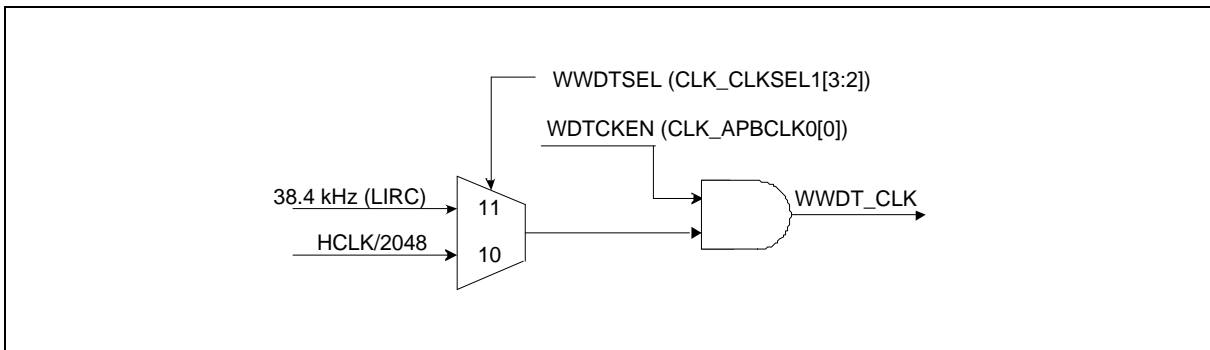 WWDTSEL (CLK_CLKSEL1[3:2])
WDTCKEN (CLK_APBCLK0[0])
38.4 kHz (LIRC)
11
WWDT_CLK
HCLK/2048
10